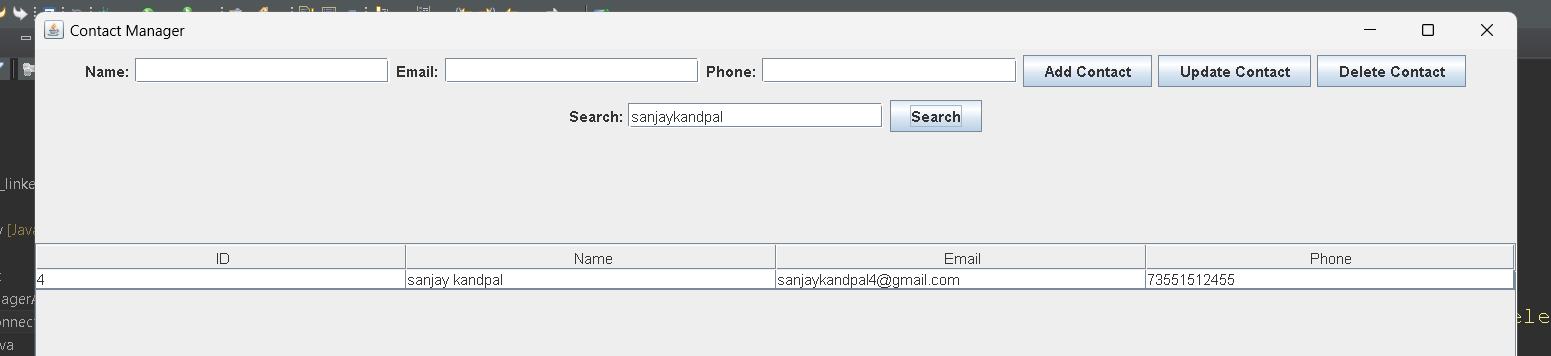 Contact Manager
Name: Email: Phone: Add Contact Update Contact Delete Contact
Search: sanjaykandpal Search
_linke
[Java
ID Name Email Phone
4 sanjay kandpal sanjaykandpal4@gmail.com 73551512455
nagerA
onnect
ele
va